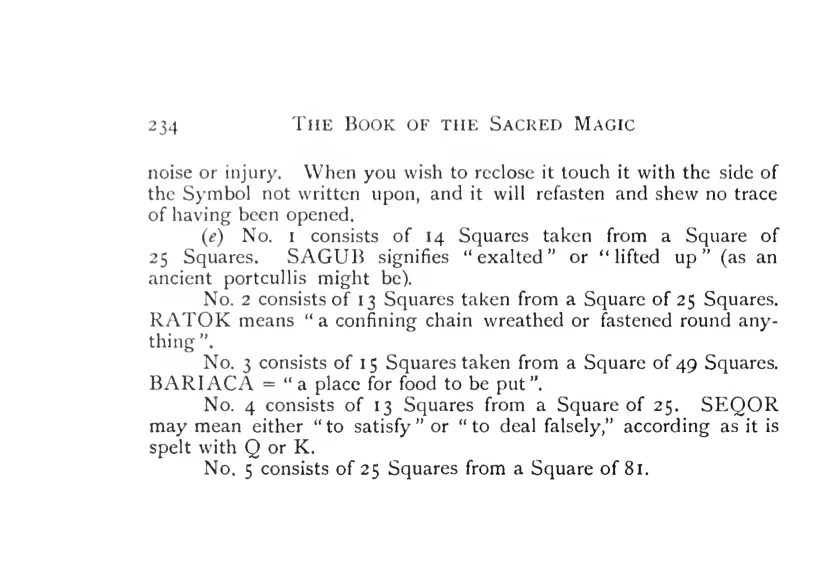 234 THE BOOK OF THE SACRED MAGIC
noise or injury. When you wish to reclose it touch it with the side of
the Symbol not written upon, and it will refasten and shew no trace
of having been opened.
(e) No. 1 consists of 14 Squares taken from a Square of
25 Squares. SAGUB signifies “exalted” or “lifted up” (as an
ancient portcullis might be).
No. 2 consists of 13 Squares taken from a Square of 25 Squares.
RATOK means “a confining chain wreathed or fastened round any-
thing”.
No. 3 consists of 15 Squares taken from a Square of 49 Squares.
BARIACA = “a place for food to be put”.
No. 4 consists of 13 Squares from a Square of 25. SEQOR
may mean either “to satisfy” or “to deal falsely,” according as it is
spelt with Q or K.
No. 5 consists of 25 Squares from a Square of 81.